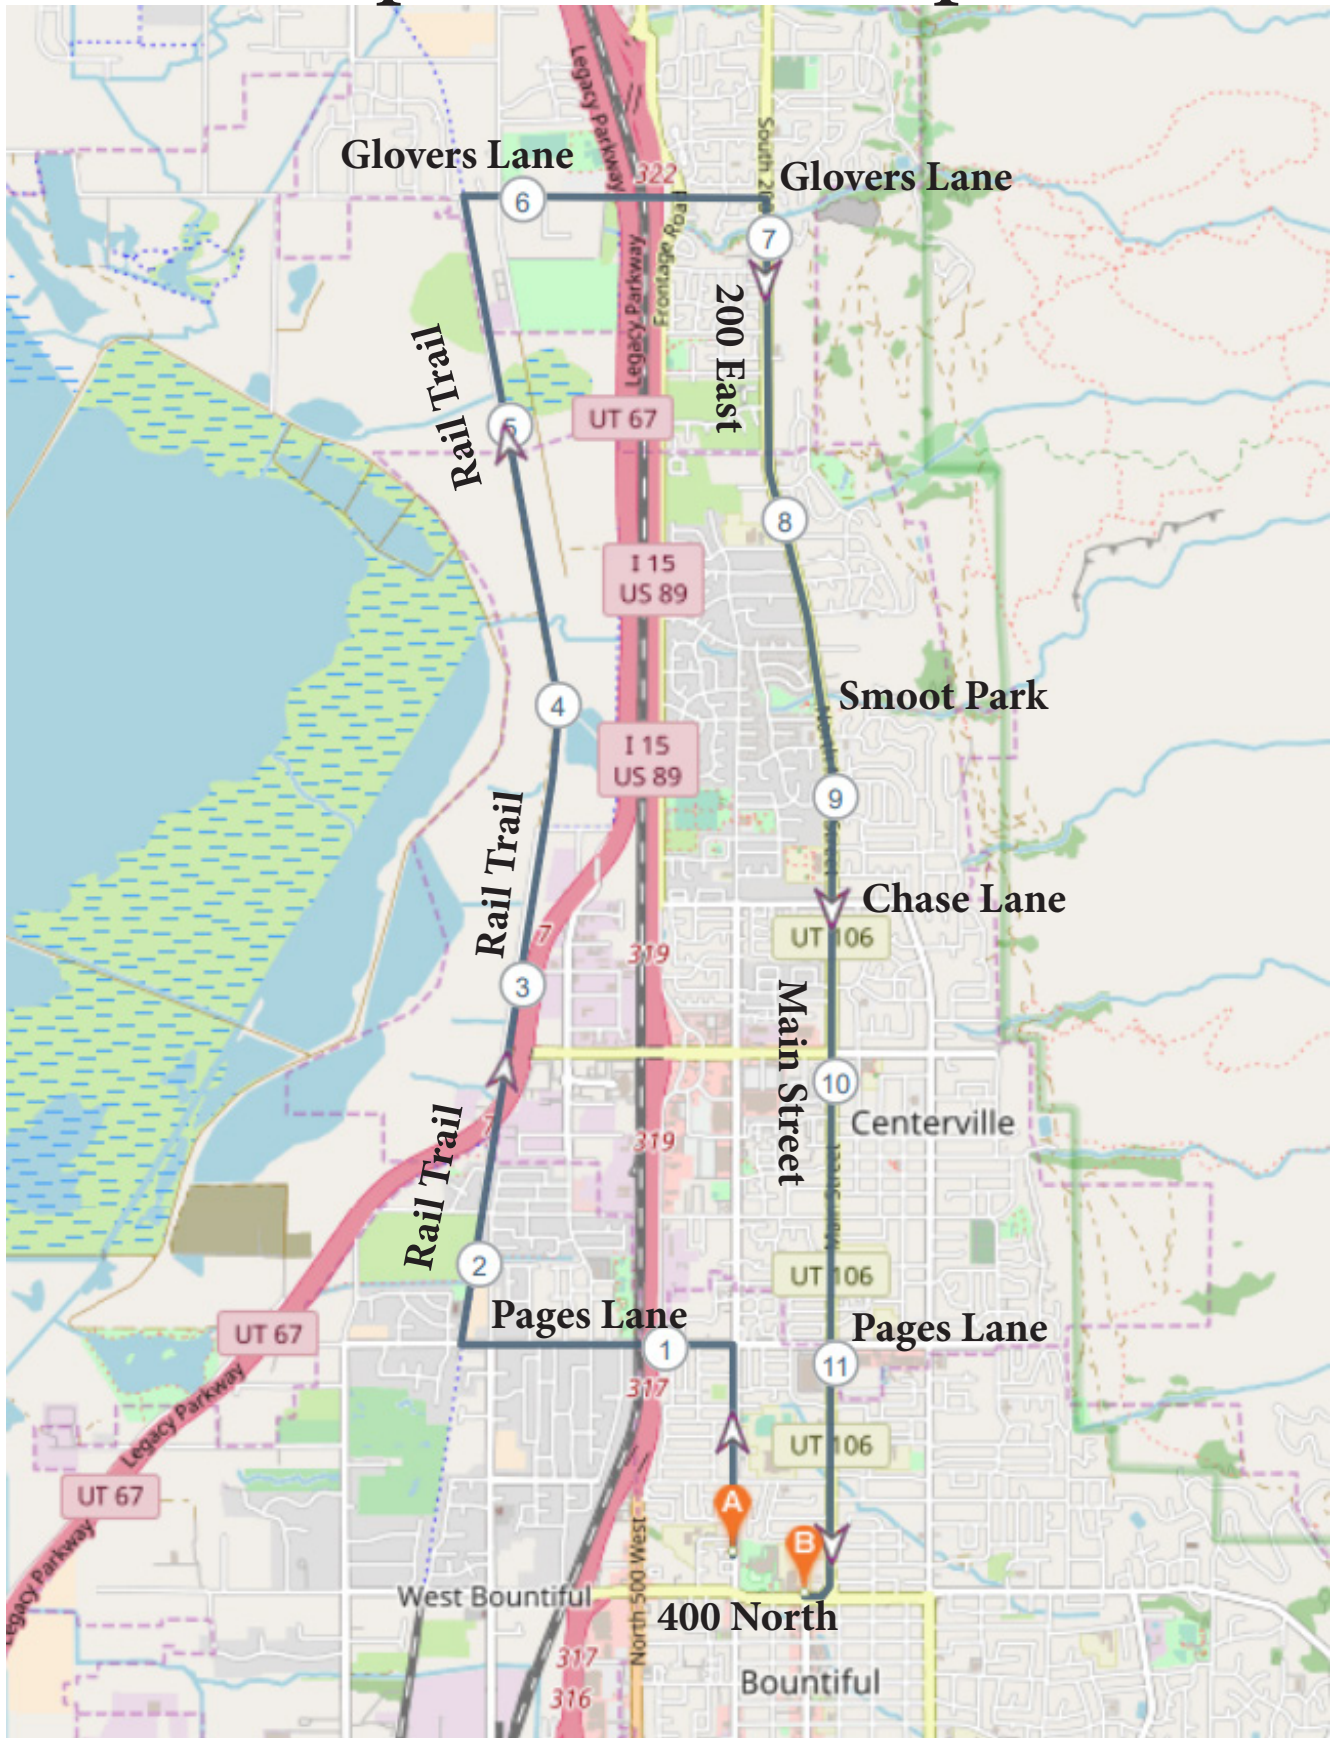 Legacy Parkway
Glovers Lane
322
South 2
Glovers Lane
6
7
Frontage Road
Legacy Parkway
200 East
Rail Trail
UT 67
5
8
I 15
US 89
4
Smoot Park
I 15
US 89
9
Rail Trail
Chase Lane
7
UT 106
319
3
Main Street
10
Centerville
7
319
Rail Trail
2
UT 106
Pages Lane
Pages Lane
UT 67
1
11
317
Legacy Parkway
UT 106
UT 67
A
B
Legacy Parkway
North 500 West
West Bountiful
400 North
317
Bountiful
316